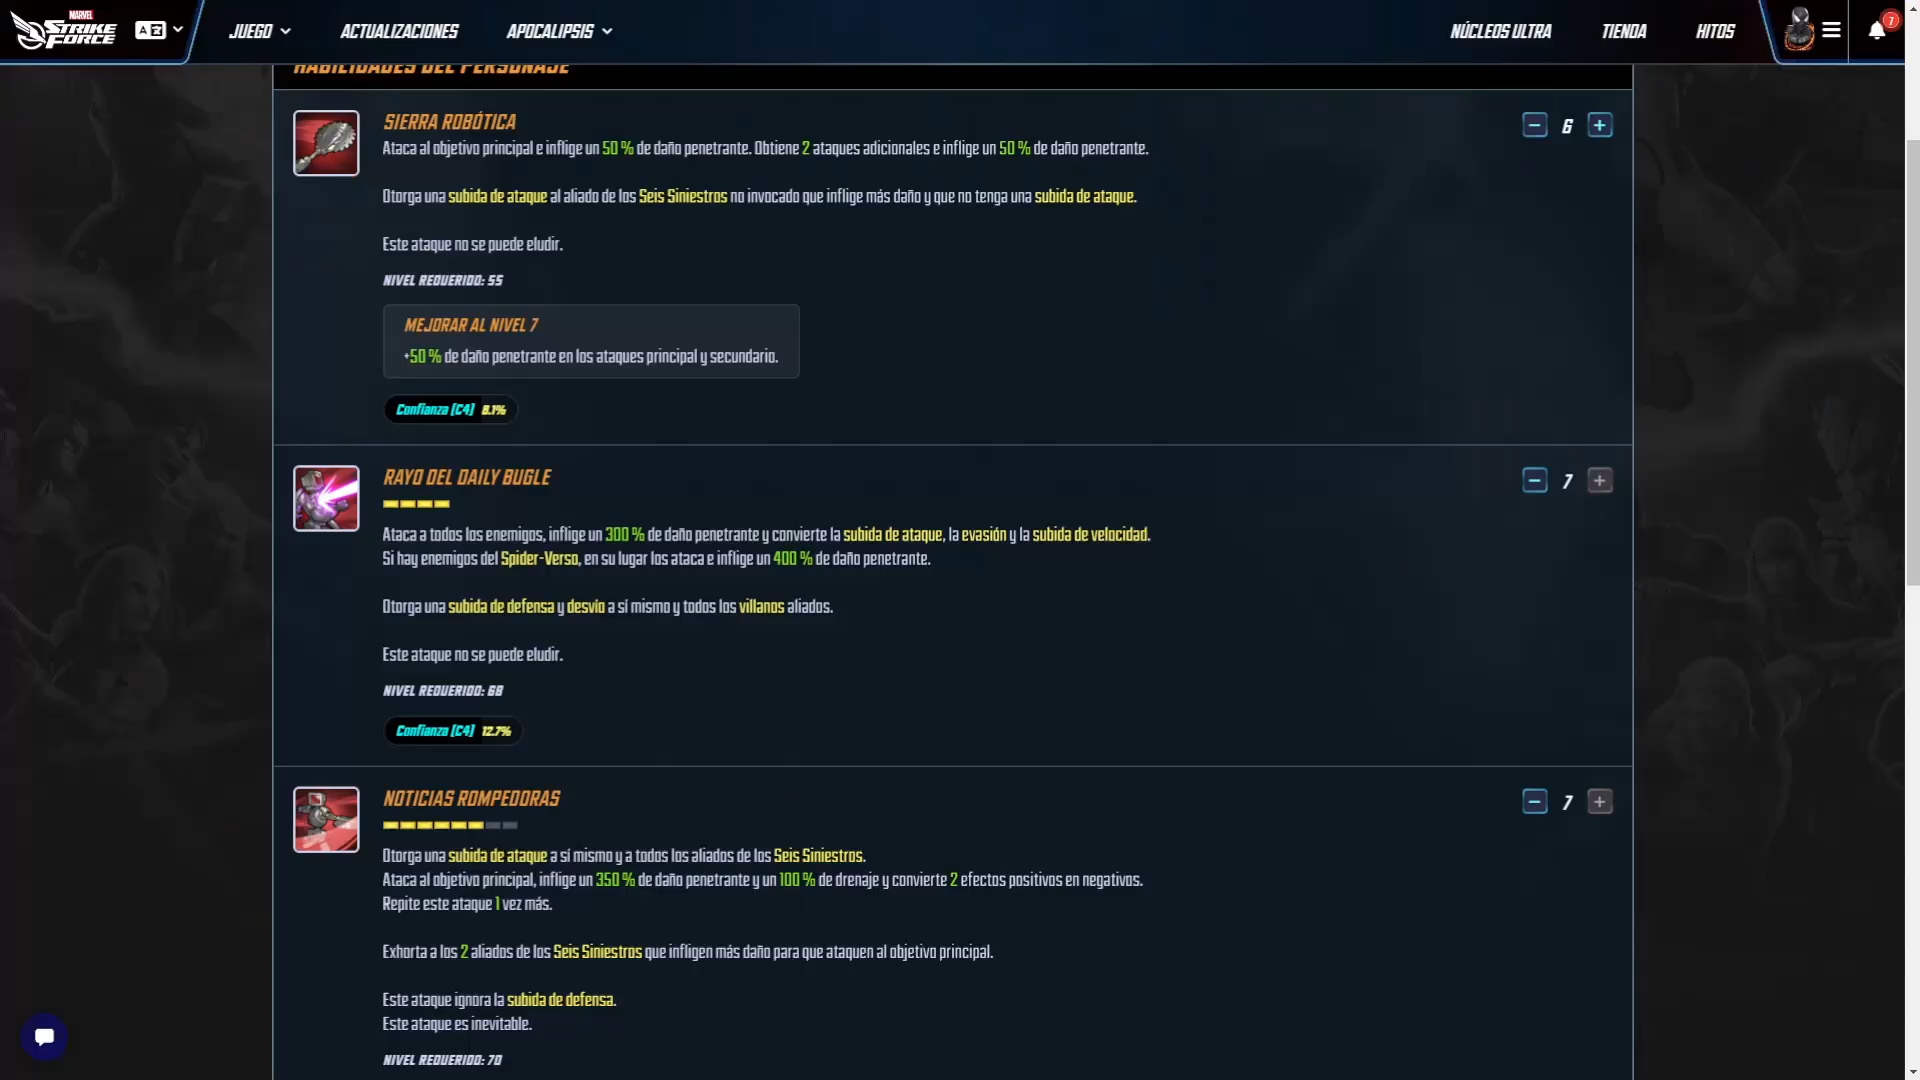 MARVEL
STRIKE
FORCE
JUEGO
ACTUALIZACIONES
APOCALIPSIS
NÚCLEOS ULTRA
TIENDA
HITOS
7
HABILIDADES DEL PERSONAJE
SIERRA ROBÓTICA
6
Ataca al objetivo principal e inflige un 50 % de daño penetrante. Obtiene 2 ataques adicionales e inflige un 50 % de daño penetrante.
Otorga una subida de ataque al aliado de los Seis Siniestros no invocado que inflige más daño y que no tenga una subida de ataque.
Este ataque no se puede eludir.
NIVEL REQUERIDO: 55
MEJORAR AL NIVEL 7
+50 % de daño penetrante en los ataques principal y secundario.
Confianza [C4] 8.1%
RAYO DEL DAILY BUGLE
7
Ataca a todos los enemigos, inflige un 300 % de daño penetrante y convierte la subida de ataque, la evasión y la subida de velocidad.
Si hay enemigos del Spider-Verso, en su lugar los ataca e inflige un 400 % de daño penetrante.
Otorga una subida de defensa y desvío a sí mismo y todos los villanos aliados.
Este ataque no se puede eludir.
NIVEL REQUERIDO: 68
Confianza [C4] 12.7%
NOTICIAS ROMPEDORAS
7
Otorga una subida de ataque a sí mismo y a todos los aliados de los Seis Siniestros.
Ataca al objetivo principal, inflige un 350 % de daño penetrante y un 100 % de drenaje y convierte 2 efectos positivos en negativos.
Repite este ataque 1 vez más.
Exhorta a los 2 aliados de los Seis Siniestros que infligen más daño para que ataquen al objetivo principal.
Este ataque ignora la subida de defensa.
Este ataque es inevitable.
NIVEL REQUERIDO: 70